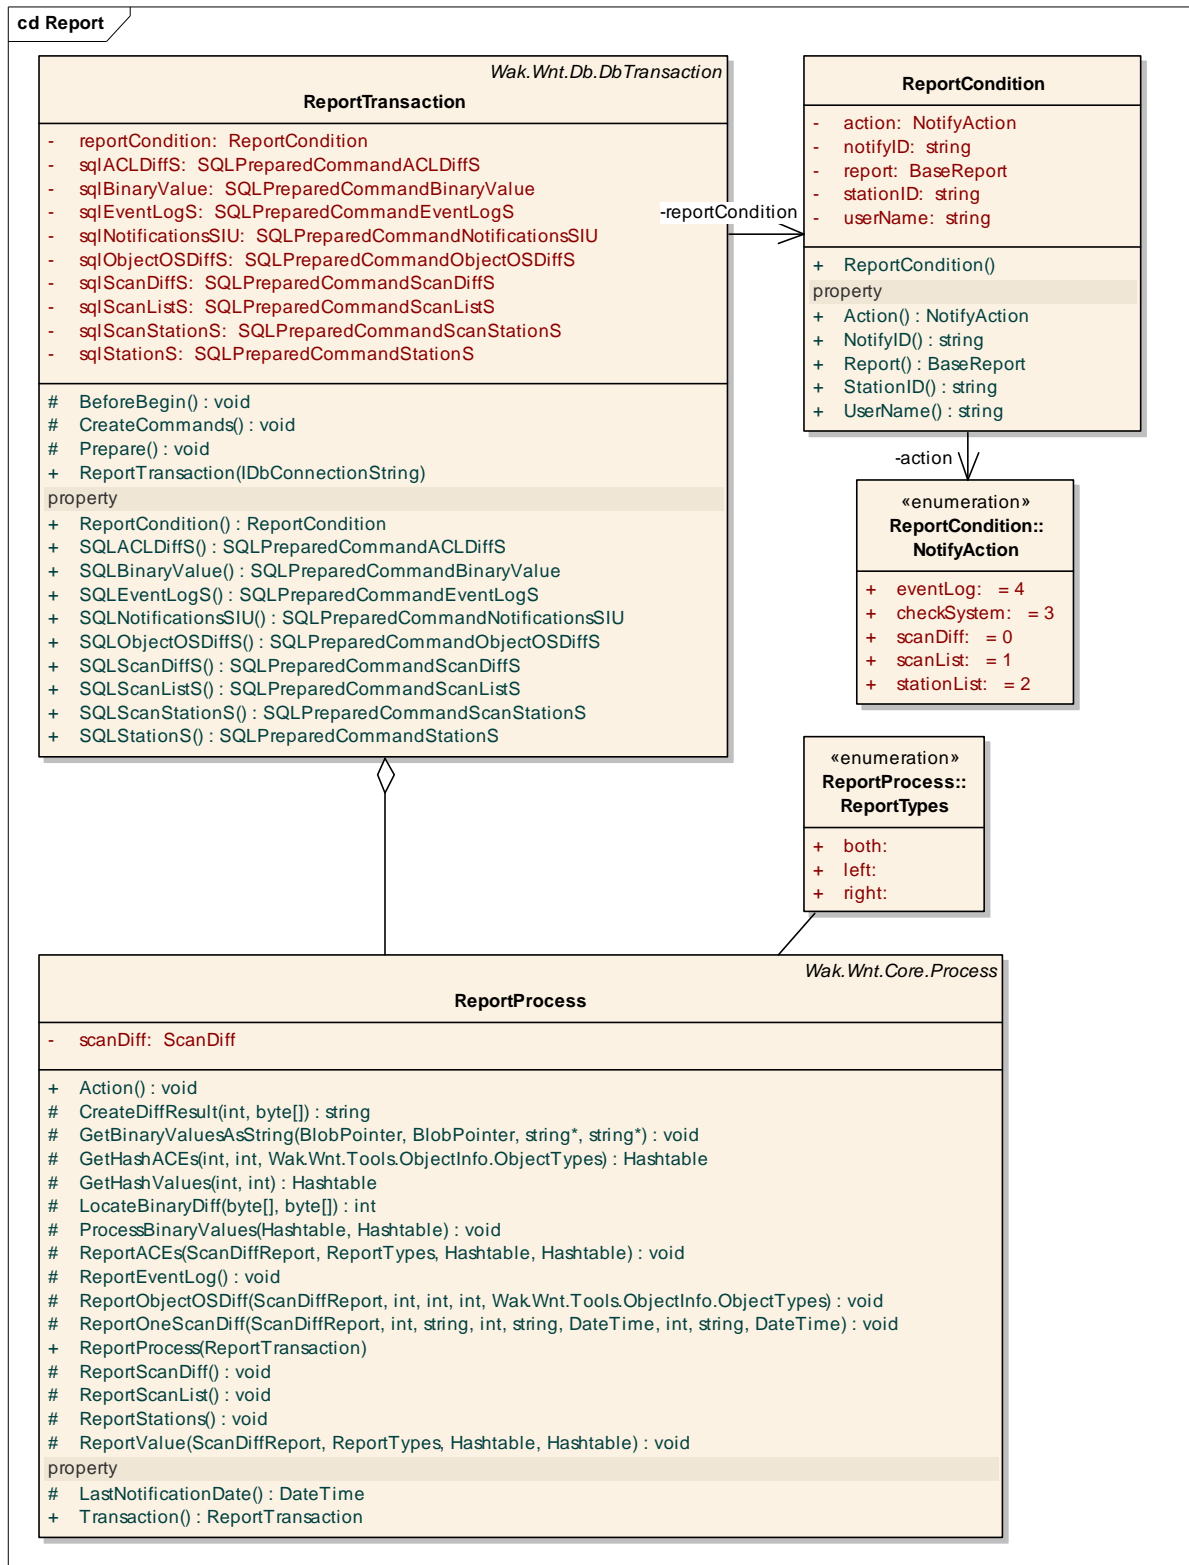 cd Report
Wak.Wnt.Db.DbTransaction
ReportTransaction
- reportCondition: ReportCondition
- sqlACLDiffS: SQLPreparedCommandACLDiffS
- sqlBinaryValue: SQLPreparedCommandBinaryValue
- sqlEventLogS: SQLPreparedCommandEventLogS
- sqlNotificationsSIU: SQLPreparedCommandNotificationsSIU
- sqlObjectOSDiffS: SQLPreparedCommandObjectOSDiffS
- sqlScanDiffS: SQLPreparedCommandScanDiffS
- sqlScanListS: SQLPreparedCommandScanListS
- sqlScanStationS: SQLPreparedCommandScanStationS
- sqlStationS: SQLPreparedCommandStationS
# BeforeBegin() : void
# CreateCommands() : void
# Prepare() : void
+ ReportTransaction(IDbConnectionString)
property
+ ReportCondition() : ReportCondition
+ SQLACLDiffS() : SQLPreparedCommandACLDiffS
+ SQLBinaryValue() : SQLPreparedCommandBinaryValue
+ SQLEventLogS() : SQLPreparedCommandEventLogS
+ SQLNotificationsSIU() : SQLPreparedCommandNotificationsSIU
+ SQLObjectOSDiffS() : SQLPreparedCommandObjectOSDiffS
+ SQLScanDiffS() : SQLPreparedCommandScanDiffS
+ SQLScanListS() : SQLPreparedCommandScanListS
+ SQLScanStationS() : SQLPreparedCommandScanStationS
+ SQLStationS() : SQLPreparedCommandStationS
-reportCondition
ReportCondition
- action: NotifyAction
- notifyID: string
- report: BaseReport
- stationID: string
- userName: string
+ ReportCondition()
property
+ Action() : NotifyAction
+ NotifyID() : string
+ Report() : BaseReport
+ StationID() : string
+ UserName() : string
-action
«enumeration»
ReportCondition::
NotifyAction
+ eventLog: = 4
+ checkSystem: = 3
+ scanDiff: = 0
+ scanList: = 1
+ stationList: = 2
«enumeration»
ReportProcess::
ReportTypes
+ both:
+ left:
+ right:
Wak.Wnt.Core.Process
ReportProcess
- scanDiff: ScanDiff
+ Action() : void
# CreateDiffResult(int, byte[]) : string
# GetBinaryValuesAsString(BlobPointer, BlobPointer, string*, string*) : void
# GetHashACEs(int, int, Wak.Wnt.Tools.ObjectInfo.ObjectTypes) : Hashtable
# GetHashValues(int, int) : Hashtable
# LocateBinaryDiff(byte[], byte[]) : int
# ProcessBinaryValues(Hashtable, Hashtable) : void
# ReportACEs(ScanDiffReport, ReportTypes, Hashtable, Hashtable) : void
# ReportEventLog() : void
# ReportObjectOSDiff(ScanDiffReport, int, int, int, Wak.Wnt.Tools.ObjectInfo.ObjectTypes) : void
# ReportOneScanDiff(ScanDiffReport, int, string, int, string, DateTime, int, string, DateTime) : void
+ ReportProcess(ReportTransaction)
# ReportScanDiff() : void
# ReportScanList() : void
# ReportStations() : void
# ReportValue(ScanDiffReport, ReportTypes, Hashtable, Hashtable) : void
property
# LastNotificationDate() : DateTime
+ Transaction() : ReportTransaction